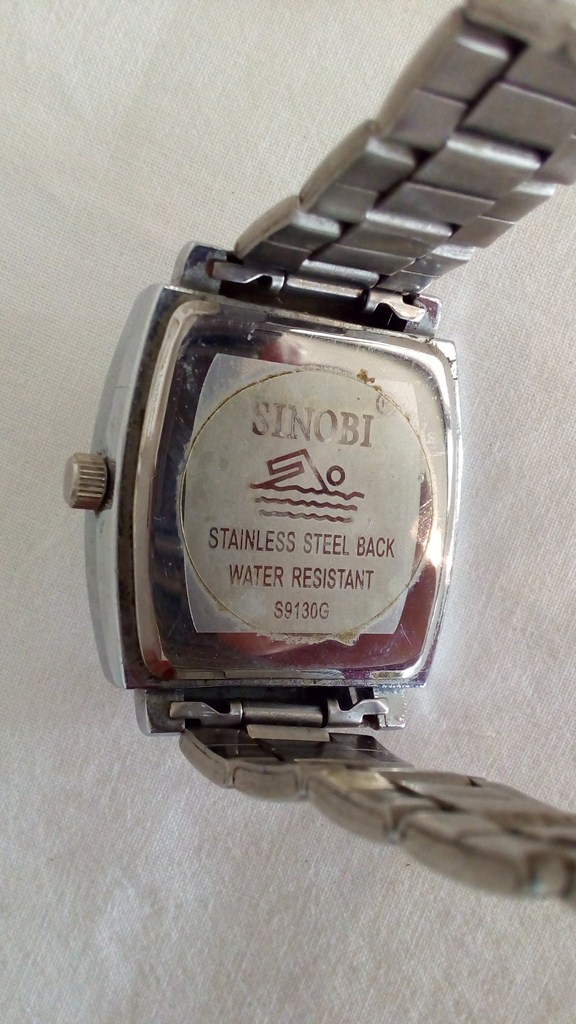 SINOBI
STAINLESS STEEL BACK
WATER RESISTANT
S9130G